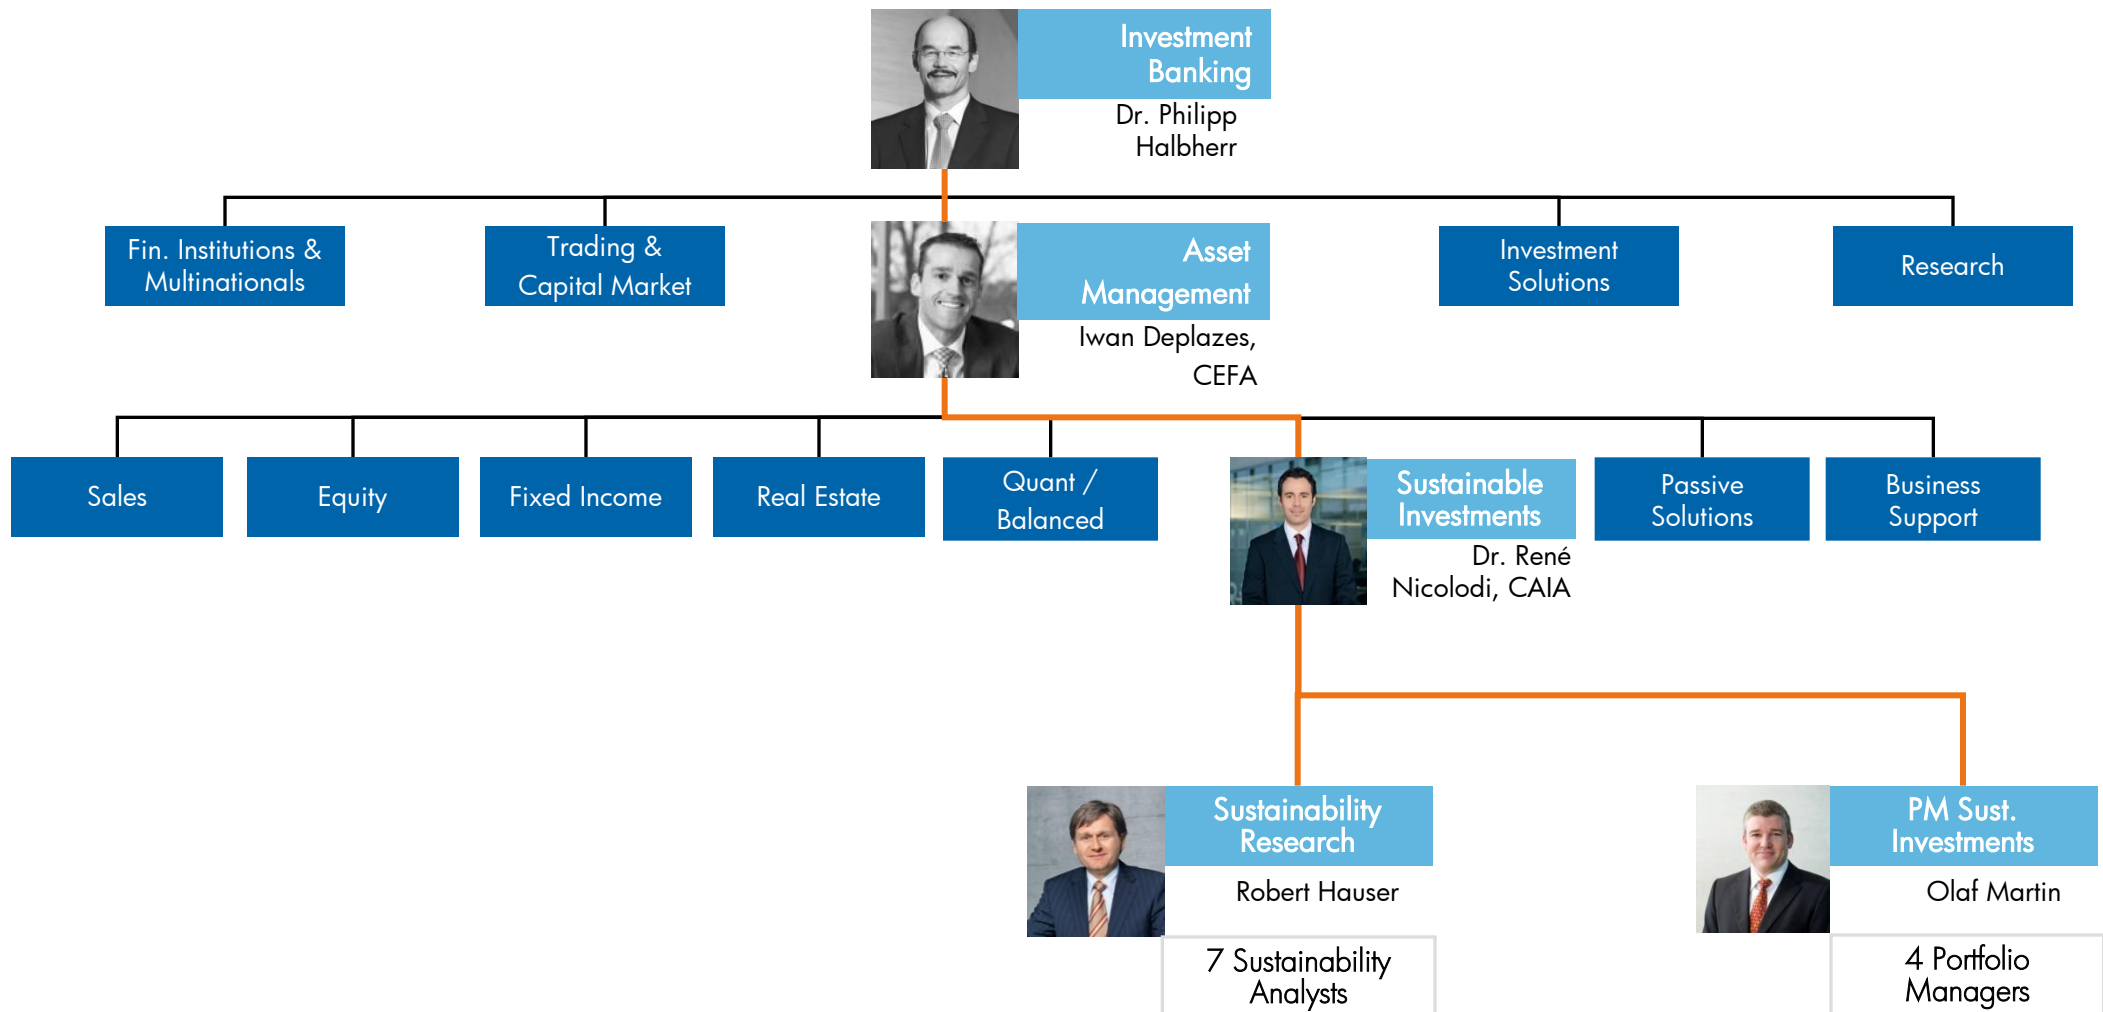 Investment
Banking
Dr. Philipp
Halbherr
Fin. Institutions &
Multinationals
Trading &
Capital Market
Asset
Management
Iwan Deplazes,
CEFA
Investment
Solutions
Research
Sales
Equity
Fixed Income
Real Estate
Quant /
Balanced
Sustainable
Investments
Dr. René
Nicolodi, CAIA
Passive
Solutions
Business
Support
Sustainability
Research
Robert Hauser
7 Sustainability
Analysts
PM Sust.
Investments
Olaf Martin
4 Portfolio
Managers